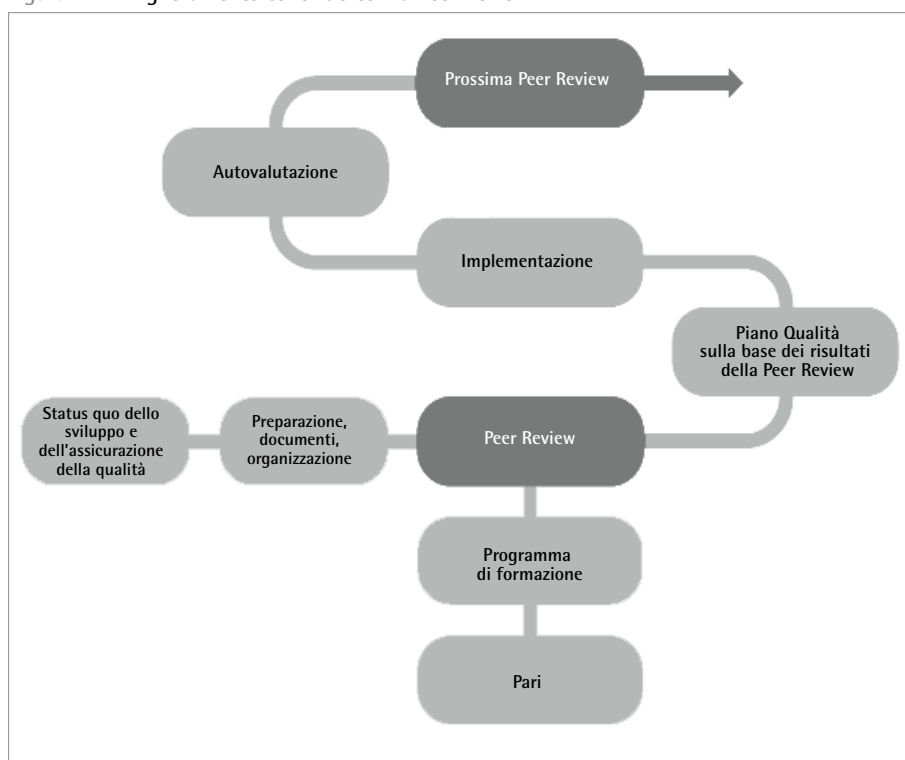 Prossima Peer Review
Autovalutazione
Implementazione
Piano Qualità
sulla base dei risultati
della Peer Review
Status quo dello
sviluppo e
dell'assicurazione
della qualità
Preparazione,
documenti,
organizzazione
Peer Review
Programma
di formazione
Pari